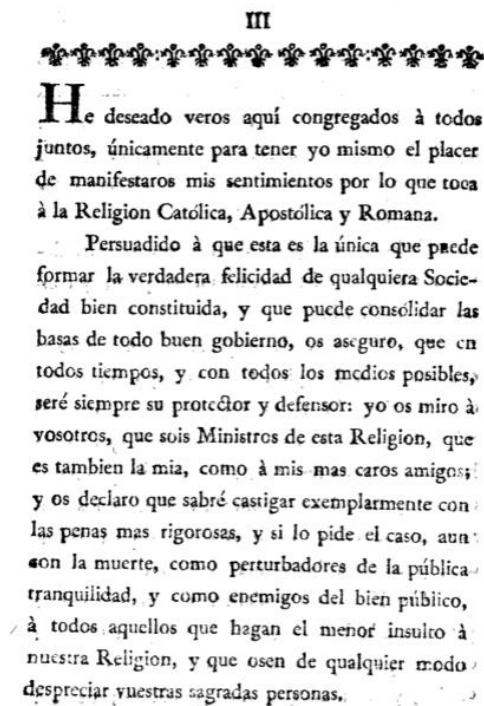 III
He deseado veros aquí congregados à todos
juntos, únicamente para tener yo mismo el placer
de manifestaros mis sentimientos por lo que toca
à la Religion Católica, Apostólica y Romana.
Persuadido à que esta es la única que puede
formar la verdadera felicidad de qualquiera Socie-
dad bien constituida, y que puede consólidar las
basas de todo buen gobierno, os aseguro, que en
todos tiempos, y con todos los medios posibles,
seré siempre su protector y defensor: yo os miro à
vosotros, que sois Ministros de esta Religion, que
es tambien la mia, como à mis mas caros amigos;
y os declaro que sabré castigar exemplarmente con
las penas mas rigorosas, y si lo pide el caso, aun
con la muerte, como perturbadores de la pública
tranquilidad, y como enemigos del bien público,
à todos aquellos que hagan el menor insulto à
nuestra Religion, y que osen de qualquier modo
despreciar vuestras sagradas personas.